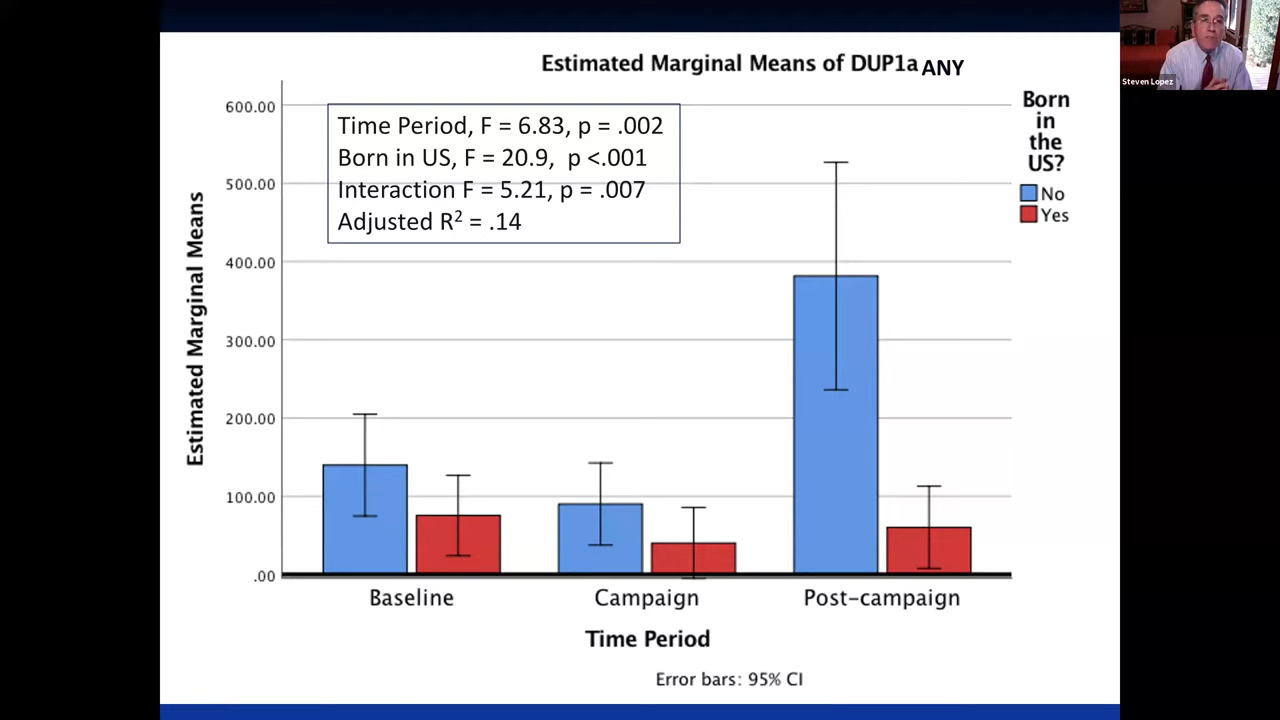 Estimated Marginal Means of DUP1a ANY
Steven Lopez
Time Period, F = 6.83, p = .002
Born in US, F = 20.9, p <.001
Interaction F = 5.21, p = .007
Adjusted R² = .14
Born
in
the
US?
No
Yes
Estimated Marginal Means
600.00
500.00
400.00
300.00
200.00
100.00
.00
Baseline
Campaign
Post-campaign
Time Period
Error bars: 95% CI